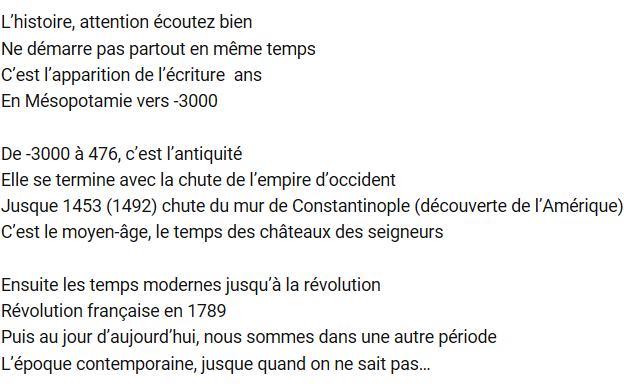 L’histoire, attention écoutez bien
Ne démarre pas partout en même temps
C’est l’apparition de l’écriture  ans
En Mésopotamie vers -3000

De -3000 à 476, c’est l’antiquité
Elle se termine avec la chute de l’empire d’occident
Jusque 1453 (1492) chute du mur de Constantinople (découverte de l’Amérique)
C’est le moyen-âge, le temps des châteaux des seigneurs

Ensuite les temps modernes jusqu’à la révolution
Révolution française en 1789
Puis au jour d’aujourd’hui, nous sommes dans une autre période
L’époque contemporaine, jusque quand on ne sait pas…